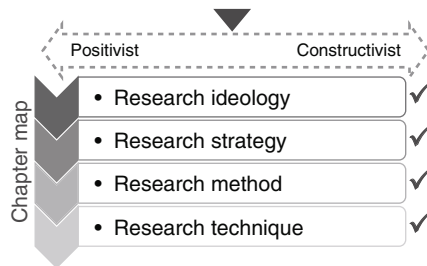 Positivist Constructivist
Chapter map
• Research ideology
• Research strategy
• Research method
• Research technique